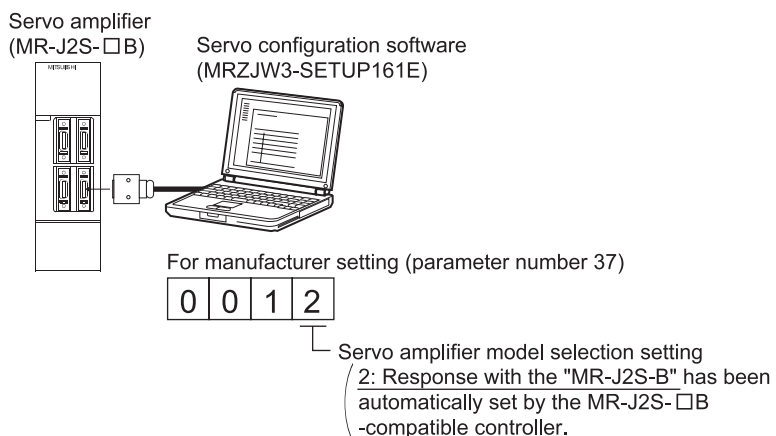 Servo amplifier
(MR-J2S-□B)
MITSUBISHI
Servo configuration software
(MRZJW3-SETUP161E)
For manufacturer setting (parameter number 37)
0 0 1 2
Servo amplifier model selection setting
2: Response with the "MR-J2S-B" has been
automatically set by the MR-J2S-□B
-compatible controller.